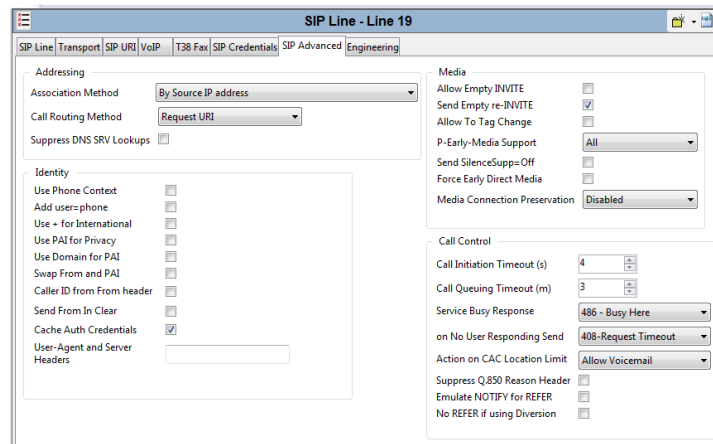 SIP Line - Line 19
SIP Line Transport SIP URI VoIP T38 Fax SIP Credentials SIP Advanced Engineering
Addressing
Association Method By Source IP address
Call Routing Method Request URI
Suppress DNS SRV Lookups
Identity
Use Phone Context
Add user=phone
Use + for International
Use PAI for Privacy
Use Domain for PAI
Swap From and PAI
Caller ID from From header
Send From In Clear
Cache Auth Credentials
User-Agent and Server
Headers
Media
Allow Empty INVITE
Send Empty re-INVITE
Allow To Tag Change
P-Early-Media Support All
Send SilenceSupp=Off
Force Early Direct Media
Media Connection Preservation Disabled
Call Control
Call Initiation Timeout (s) 4
Call Queuing Timeout (m) 3
Service Busy Response 486 - Busy Here
on No User Responding Send 408-Request Timeout
Action on CAC Location Limit Allow Voicemail
Suppress Q.850 Reason Header
Emulate NOTIFY for REFER
No REFER if using Diversion